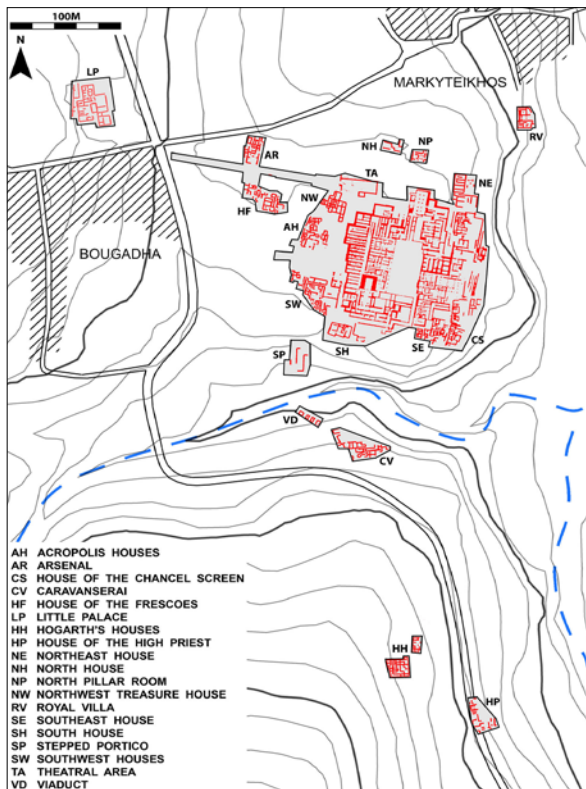 100M
N
LP
MARKYTEIKHOS
RV
AR
NH
NP
TA
NE
NW
HF
AH
BOUGADHA
SW
SH
SE
CS
SP
VD
CV
HH
HP
AH ACROPOLIS HOUSES
AR ARSENAL
CS HOUSE OF THE CHANCEL SCREEN
CV CARAVANSERAI
HF HOUSE OF THE FRESCOES
LP LITTLE PALACE
HH HOGARTH'S HOUSES
HP HOUSE OF THE HIGH PRIEST
NE NORTHEAST HOUSE
NH NORTH HOUSE
NP NORTH PILLAR ROOM
NW NORTHWEST TREASURE HOUSE
RV ROYAL VILLA
SE SOUTHEAST HOUSE
SH SOUTH HOUSE
SP STEPPED PORTICO
SW SOUTHWEST HOUSES
TA THEATRAL AREA
VD VIADUCT